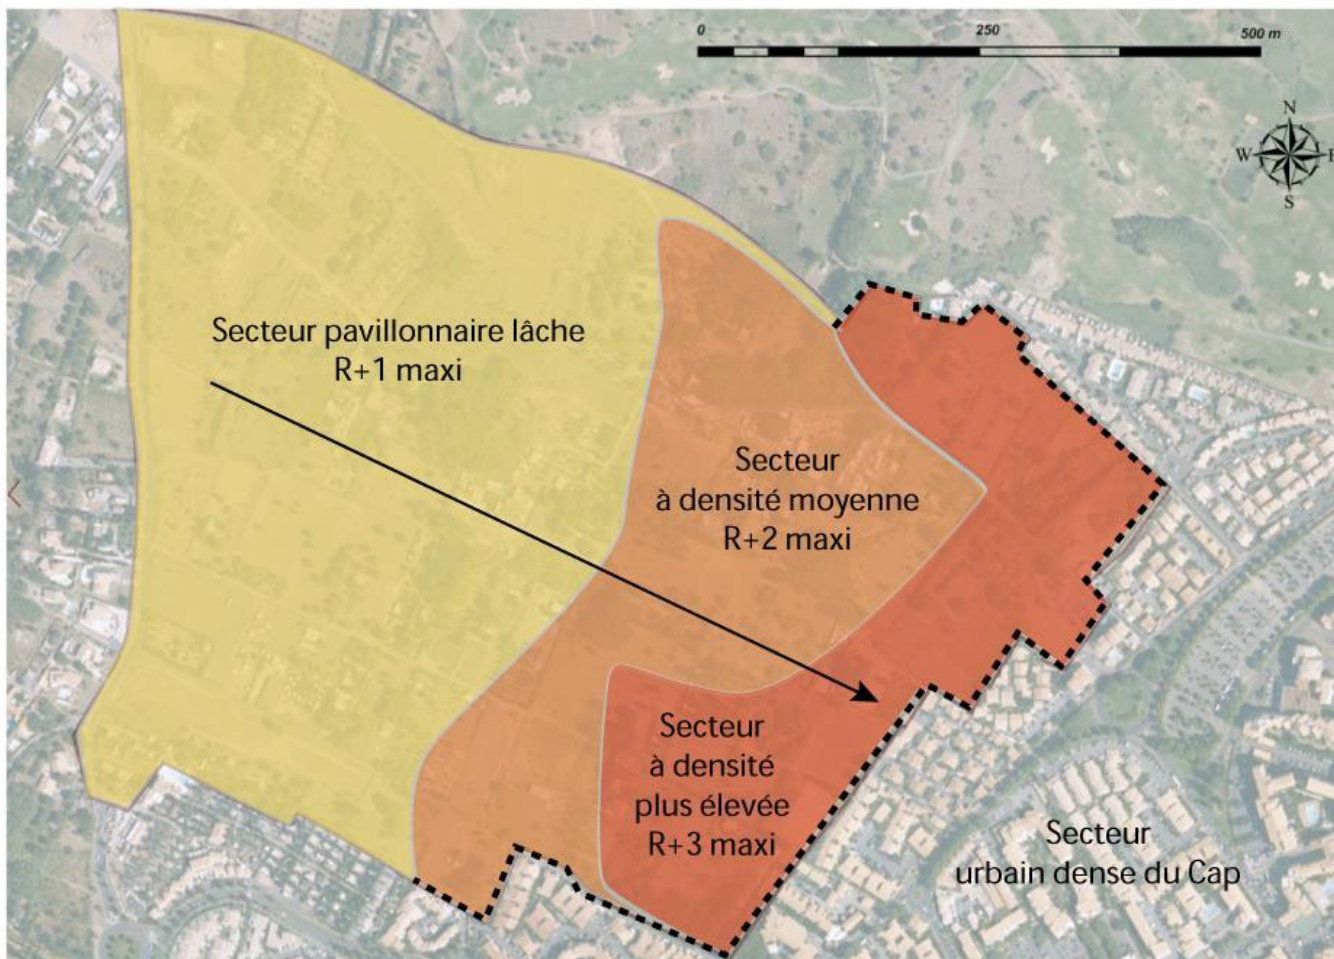 0 250 500 m
N
W E
S
Secteur pavillonnaire lâche
R+1 maxi
Secteur
à densité moyenne
R+2 maxi
Secteur
à densité
plus élevée
R+3 maxi
Secteur
urbain dense du Cap